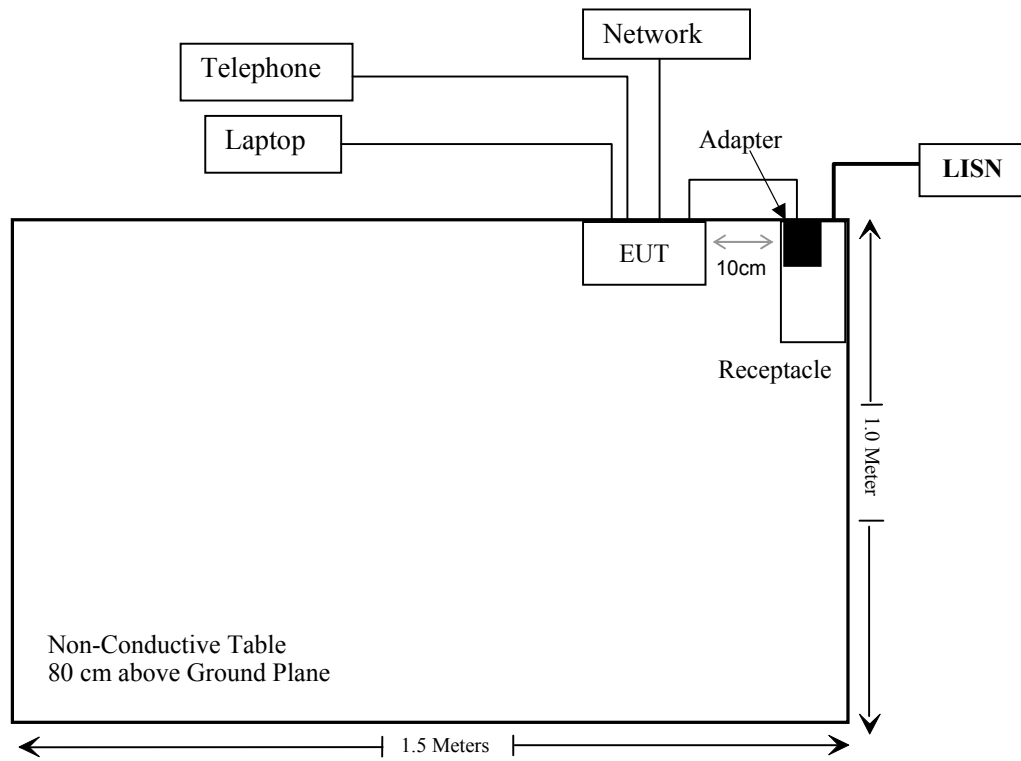 Network
Telephone
Laptop
Adapter
LISN
EUT
10cm
Receptacle
1.0 Meter
Non-Conductive Table
80 cm above Ground Plane
1.5 Meters